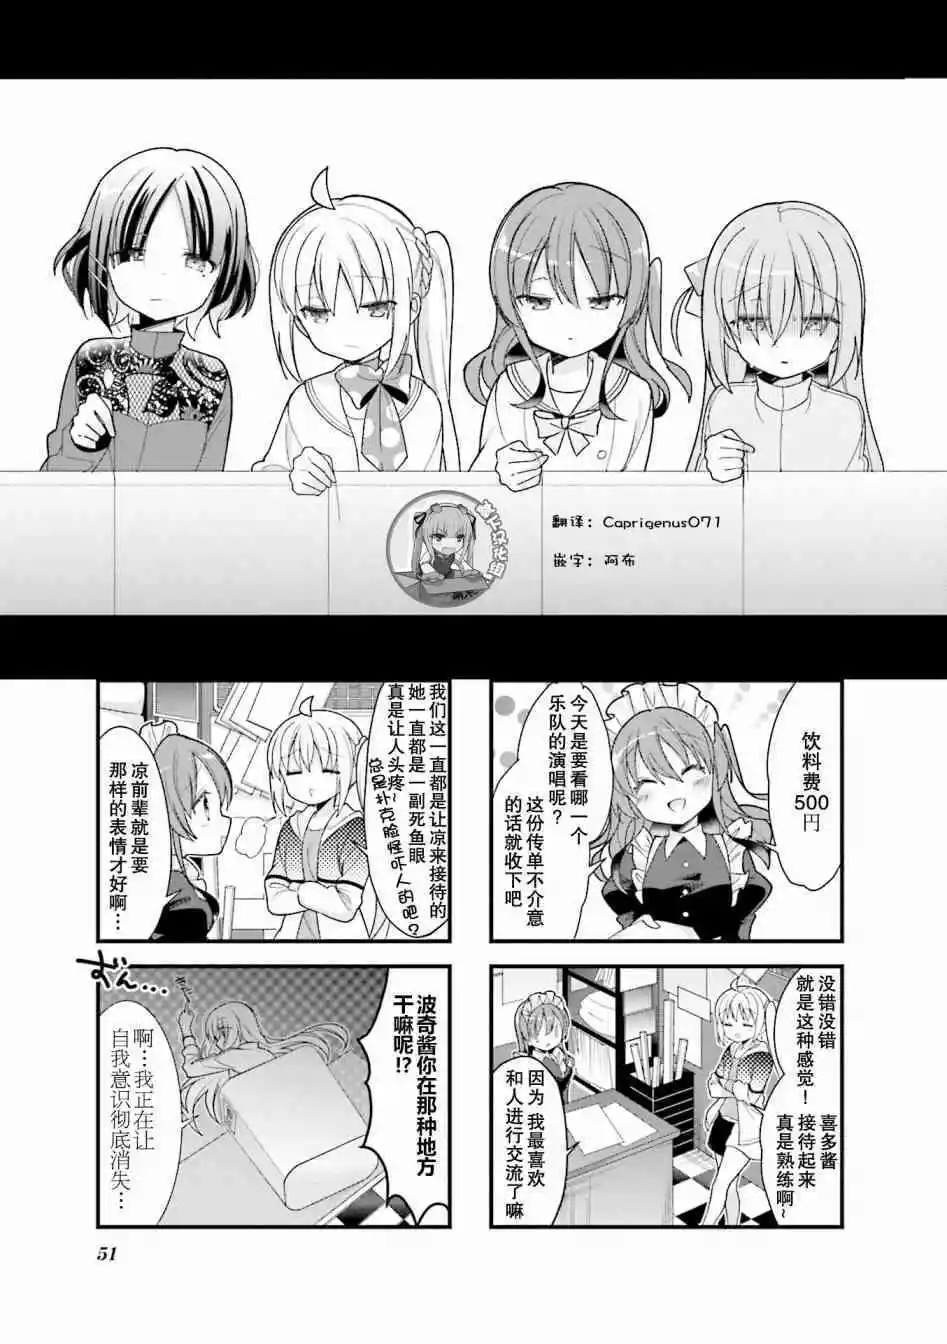 翻译：Caprigenus071
嵌字：阿布
饮料费
500円
今天是要看哪一个
乐队的演唱呢？
这份传单不介意
的话就收下吧
没错没错
就是这种感觉！
喜多酱
接待起来
真是熟练啊~
因为 我最喜欢
和人进行交流了嘛
我们这一直都是让凉来接待的
她一直都是一副死鱼眼
真是让人头疼~
总是扑克脸怪吓人的吧？
凉前辈就是要
那样的表情才好啊…
波奇酱你在那种地方
干嘛呢!?
ずん…
啊…我正在让
自我意识彻底消失…
51